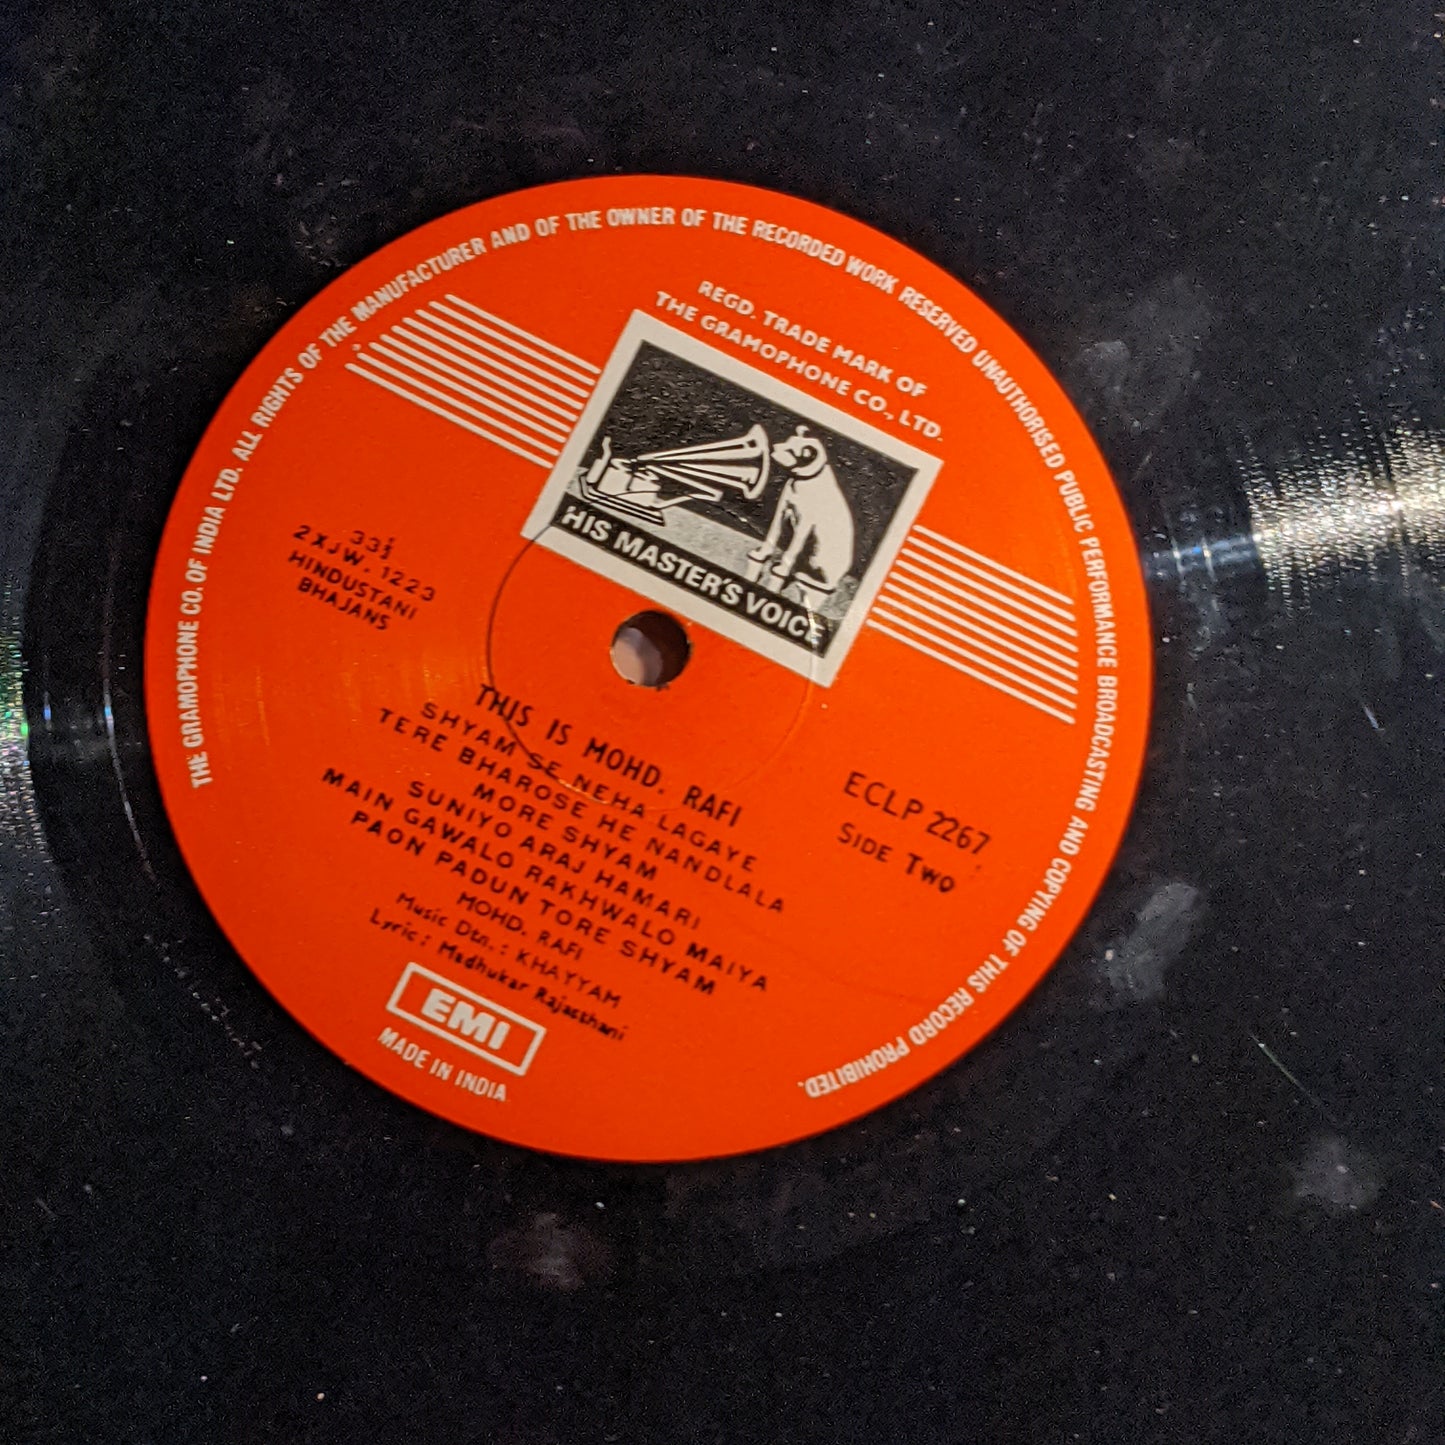 THE GRAMOPHONE CO. OF INDIA LTD. ALL RIGHTS OF THE MANUFACTURER AND OF THE OWNER OF THE RECORDED WORK RESERVED UNAUTHORISED PUBLIC PERFORMANCE BROADCASTING AND COPYING OF THIS RECORD PROHIBITED.
REGD. TRADE MARK OF
THE GRAMOPHONE CO., LTD.
HIS MASTER'S VOICE
33⅓
2XJW. 1223
HINDUSTANI
BHAJANS
ECLP 2267
SIDE TWO
THIS IS MOHD. RAFI
SHYAM SE NEHA LAGAYE
TERE BHAROSE HE NANDLALA
MORE SHYAM
SUNIYO ARAJ HAMARI
MAIN GAWALO RAKHWALO MAIYA
PAON PADUN TORE SHYAM
MOHD. RAFI
Music Dtn.: KHAYYAM
Lyric: Madhukar Rajasthani
EMI
MADE IN INDIA